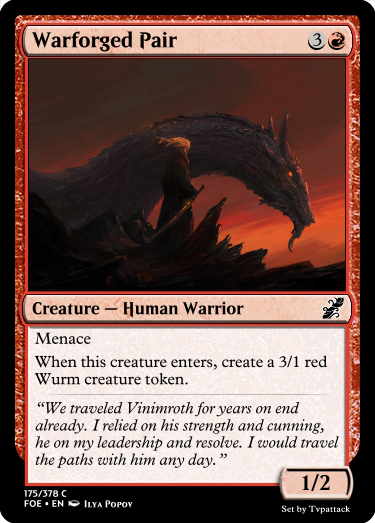 Warforged Pair 3
Creature — Human Warrior
Menace
When this creature enters, create a 3/1 red
Wurm creature token.
“We traveled Vinimroth for years on end
already. I relied on his strength and cunning,
he on my leadership and resolve. I would travel
the paths with him any day.”
1/2
175/378 C
FOE • EN Ilya Popov
Set by Tvpattack